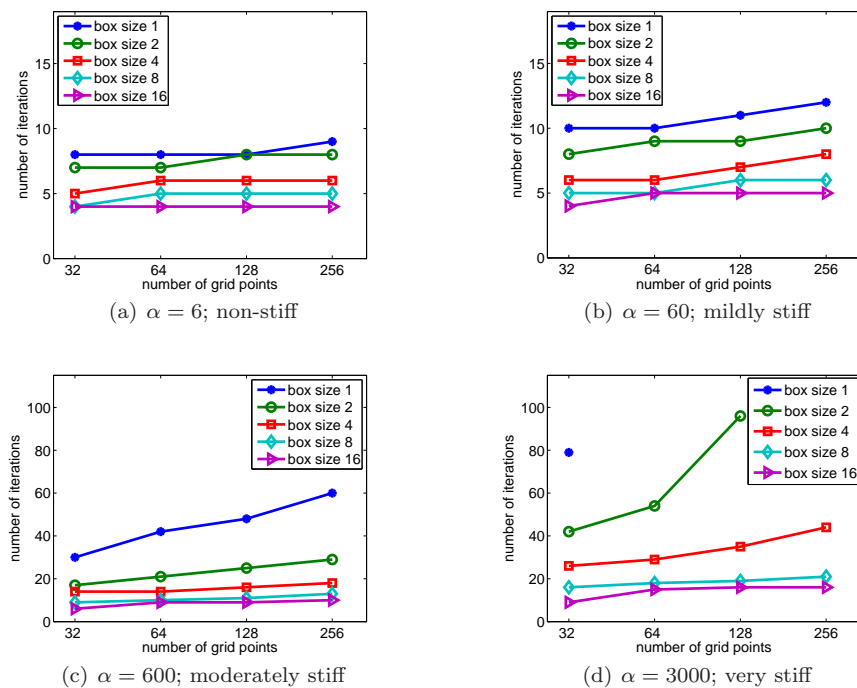 number of iterations
15
10
5
0
box size 1
box size 2
box size 4
box size 8
box size 16
32 64 128 256
number of grid points
(a) α = 6; non-stiff
number of iterations
15
10
5
0
box size 1
box size 2
box size 4
box size 8
box size 16
32 64 128 256
number of grid points
(b) α = 60; mildly stiff
number of iterations
100
80
60
40
20
0
box size 1
box size 2
box size 4
box size 8
box size 16
32 64 128 256
number of grid points
(c) α = 600; moderately stiff
number of iterations
100
80
60
40
20
0
box size 1
box size 2
box size 4
box size 8
box size 16
32 64 128 256
number of grid points
(d) α = 3000; very stiff